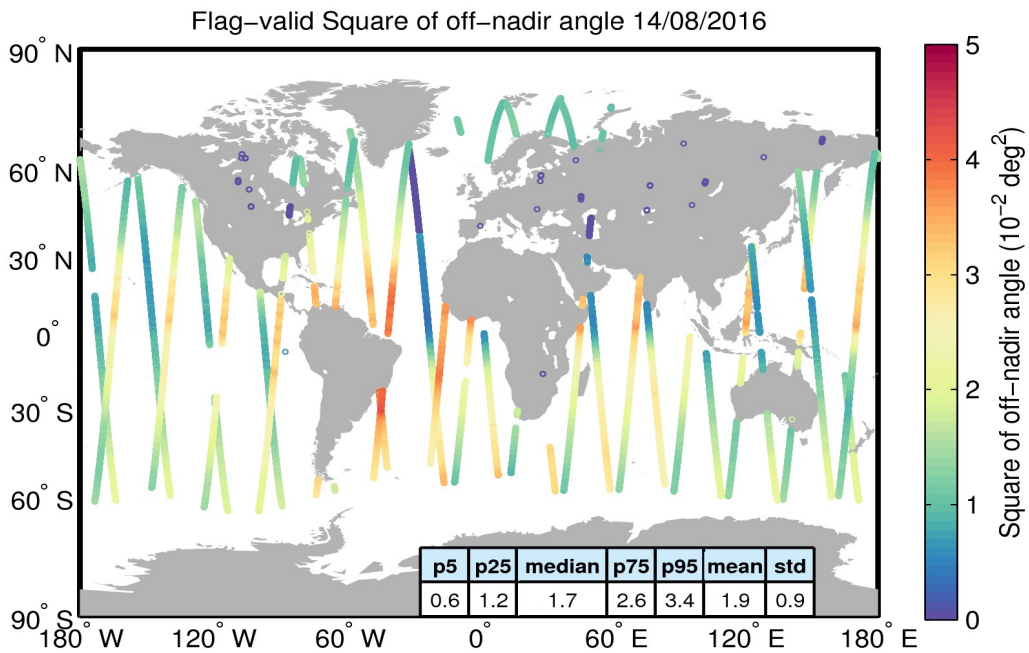 Flag−valid Square of off−nadir angle 14/08/2016
90° N
60° N
30° N
0°
30° S
60° S
90° S
180° W
120° W
60° W
0°
60° E
120° E
180° E
p5 p25 median p75 p95 mean std
0.6 1.2 1.7 2.6 3.4 1.9 0.9
5
4
3
2
1
0
Square of off−nadir angle (10⁻² deg²)